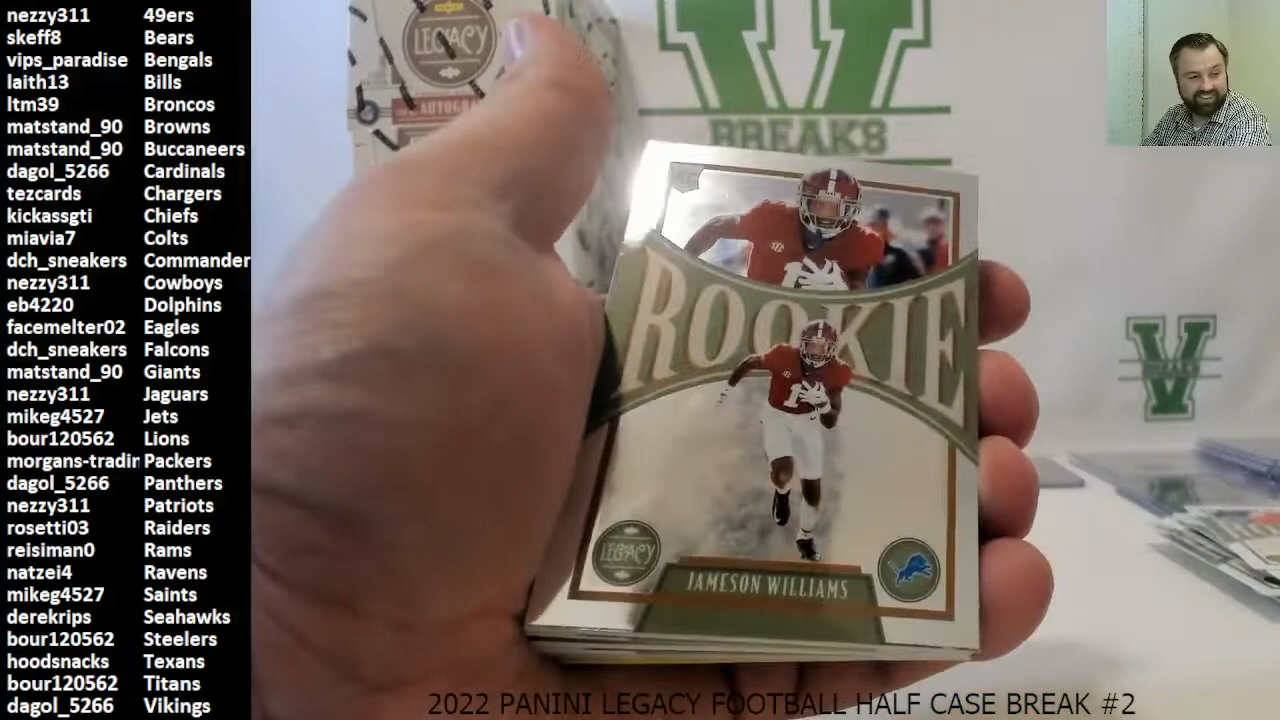 nezzy311 49ers
skeff8 Bears
vips_paradise Bengals
laith13 Bills
ltm39 Broncos
matstand_90 Browns
matstand_90 Buccaneers
dagol_5266 Cardinals
tezcards Chargers
kickassgti Chiefs
miavia7 Colts
dch_sneakers Commander
nezzy311 Cowboys
eb4220 Dolphins
facemelter02 Eagles
dch_sneakers Falcons
matstand_90 Giants
nezzy311 Jaguars
mikeg4527 Jets
bour120562 Lions
morgans-tradin Packers
dagol_5266 Panthers
nezzy311 Patriots
rosetti03 Raiders
reisiman0 Rams
natzei4 Ravens
mikeg4527 Saints
derekrips Seahawks
bour120562 Steelers
hoodsnacks Texans
bour120562 Titans
dagol_5266 Vikings
LEGACY
V
BREAKS
ROOKIE
LEGACY
JAMESON WILLIAMS
V
BREAKS
2022 PANINI LEGACY FOOTBALL HALF CASE BREAK #2